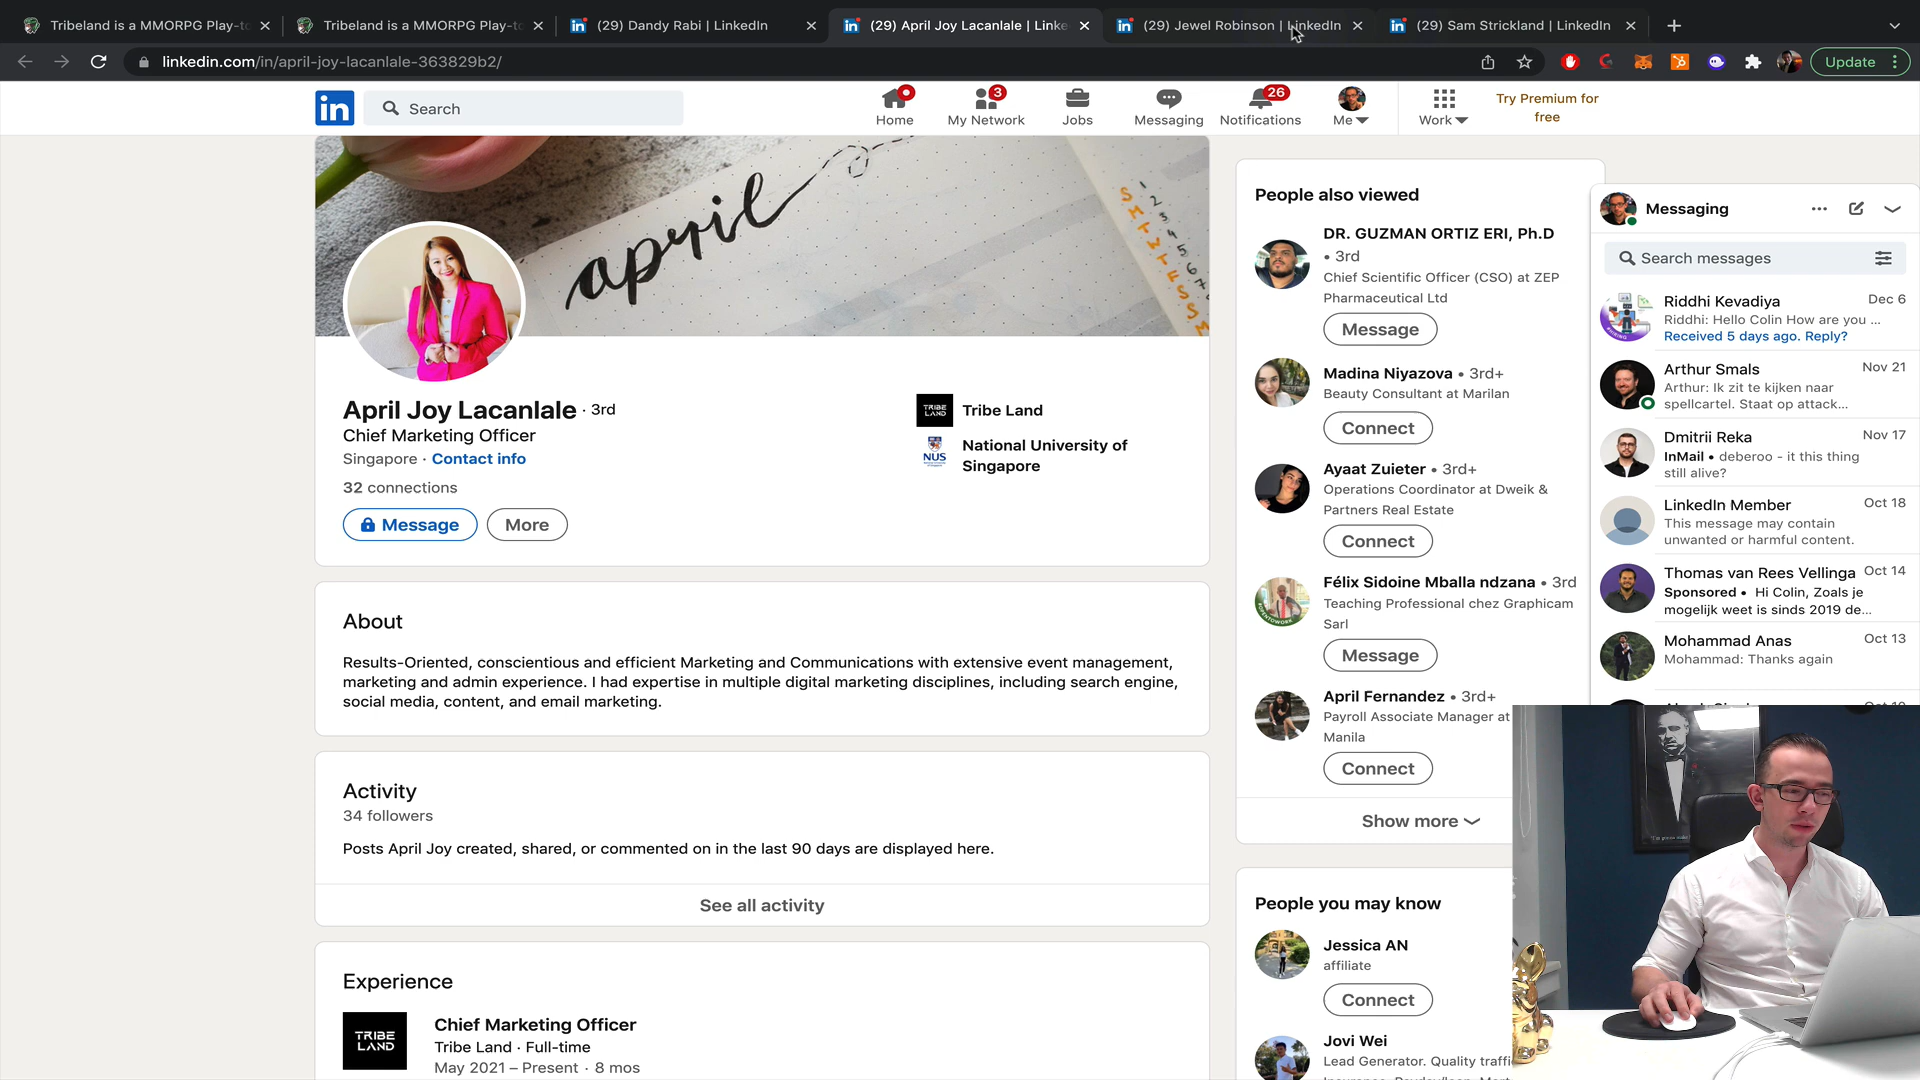 Tribeland is a MMORPG Play-to
Tribeland is a MMORPG Play-to
(29) Dandy Rabi | LinkedIn
(29) April Joy Lacanlale | Linke
(29) Jewel Robinson | LinkedIn
(29) Sam Strickland | LinkedIn
linkedin.com/in/april-joy-lacanlale-363829b2/
Update
in
Search
Home
3
My Network
Jobs
Messaging
26
Notifications
Me
Work
Try Premium for
free
april
April Joy Lacanlale · 3rd
Chief Marketing Officer
Singapore · Contact info
32 connections
Message
More
TRIBE
LAND
Tribe Land
NUS
National University of
Singapore
About
Results-Oriented, conscientious and efficient Marketing and Communications with extensive event management,
marketing and admin experience. I had expertise in multiple digital marketing disciplines, including search engine,
social media, content, and email marketing.
Activity
34 followers
Posts April Joy created, shared, or commented on in the last 90 days are displayed here.
See all activity
Experience
TRIBE
LAND
Chief Marketing Officer
Tribe Land · Full-time
May 2021 – Present · 8 mos
People also viewed
DR. GUZMAN ORTIZ ERI, Ph.D
• 3rd
Chief Scientific Officer (CSO) at ZEP
Pharmaceutical Ltd
Message
Madina Niyazova • 3rd+
Beauty Consultant at Marilan
Connect
Ayaat Zuieter • 3rd+
Operations Coordinator at Dweik &
Partners Real Estate
Connect
Félix Sidoine Mballa ndzana • 3rd
Teaching Professional chez Graphicam
Sarl
Message
April Fernandez • 3rd+
Payroll Associate Manager at
Manila
Connect
Show more
People you may know
Jessica AN
affiliate
Connect
Jovi Wei
Lead Generator. Quality traffi
Messaging
Search messages
Riddhi Kevadiya Dec 6
Riddhi: Hello Colin How are you ...
Received 5 days ago. Reply?
Arthur Smals Nov 21
Arthur: Ik zit te kijken naar
spellcartel. Staat op attack...
Dmitrii Reka Nov 17
InMail • deberoo - it this thing
still alive?
LinkedIn Member Oct 18
This message may contain
unwanted or harmful content.
Thomas van Rees Vellinga Oct 14
Sponsored • Hi Colin, Zoals je
mogelijk weet is sinds 2019 de...
Mohammad Anas Oct 13
Mohammad: Thanks again